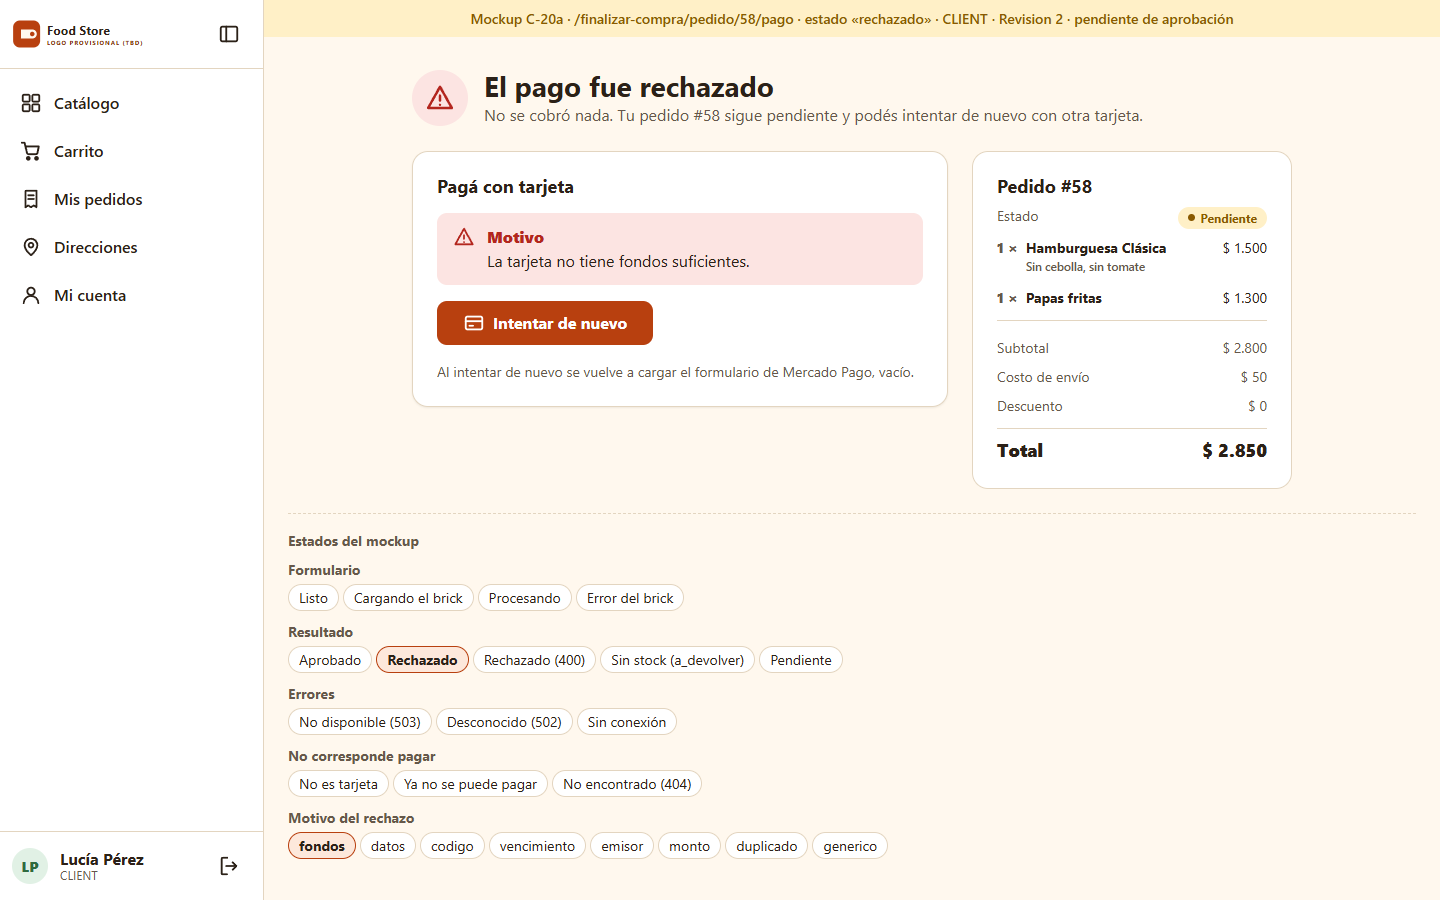 Food Store
LOGO PROVISIONAL (TBD)
Catálogo
Carrito
Mis pedidos
Direcciones
Mi cuenta
LP
Lucía Pérez
CLIENT
Mockup C-20a · /finalizar-compra/pedido/58/pago · estado «rechazado» · CLIENT · Revision 2 · pendiente de aprobación
El pago fue rechazado
No se cobró nada. Tu pedido #58 sigue pendiente y podés intentar de nuevo con otra tarjeta.
Pagá con tarjeta
Motivo
La tarjeta no tiene fondos suficientes.
Intentar de nuevo
Al intentar de nuevo se vuelve a cargar el formulario de Mercado Pago, vacío.
Pedido #58
Estado Pendiente
1 × Hamburguesa Clásica $ 1.500
Sin cebolla, sin tomate
1 × Papas fritas $ 1.300
Subtotal $ 2.800
Costo de envío $ 50
Descuento $ 0
Total $ 2.850
Estados del mockup
Formulario
Listo Cargando el brick Procesando Error del brick
Resultado
Aprobado Rechazado Rechazado (400) Sin stock (a_devolver) Pendiente
Errores
No disponible (503) Desconocido (502) Sin conexión
No corresponde pagar
No es tarjeta Ya no se puede pagar No encontrado (404)
Motivo del rechazo
fondos datos codigo vencimiento emisor monto duplicado generico